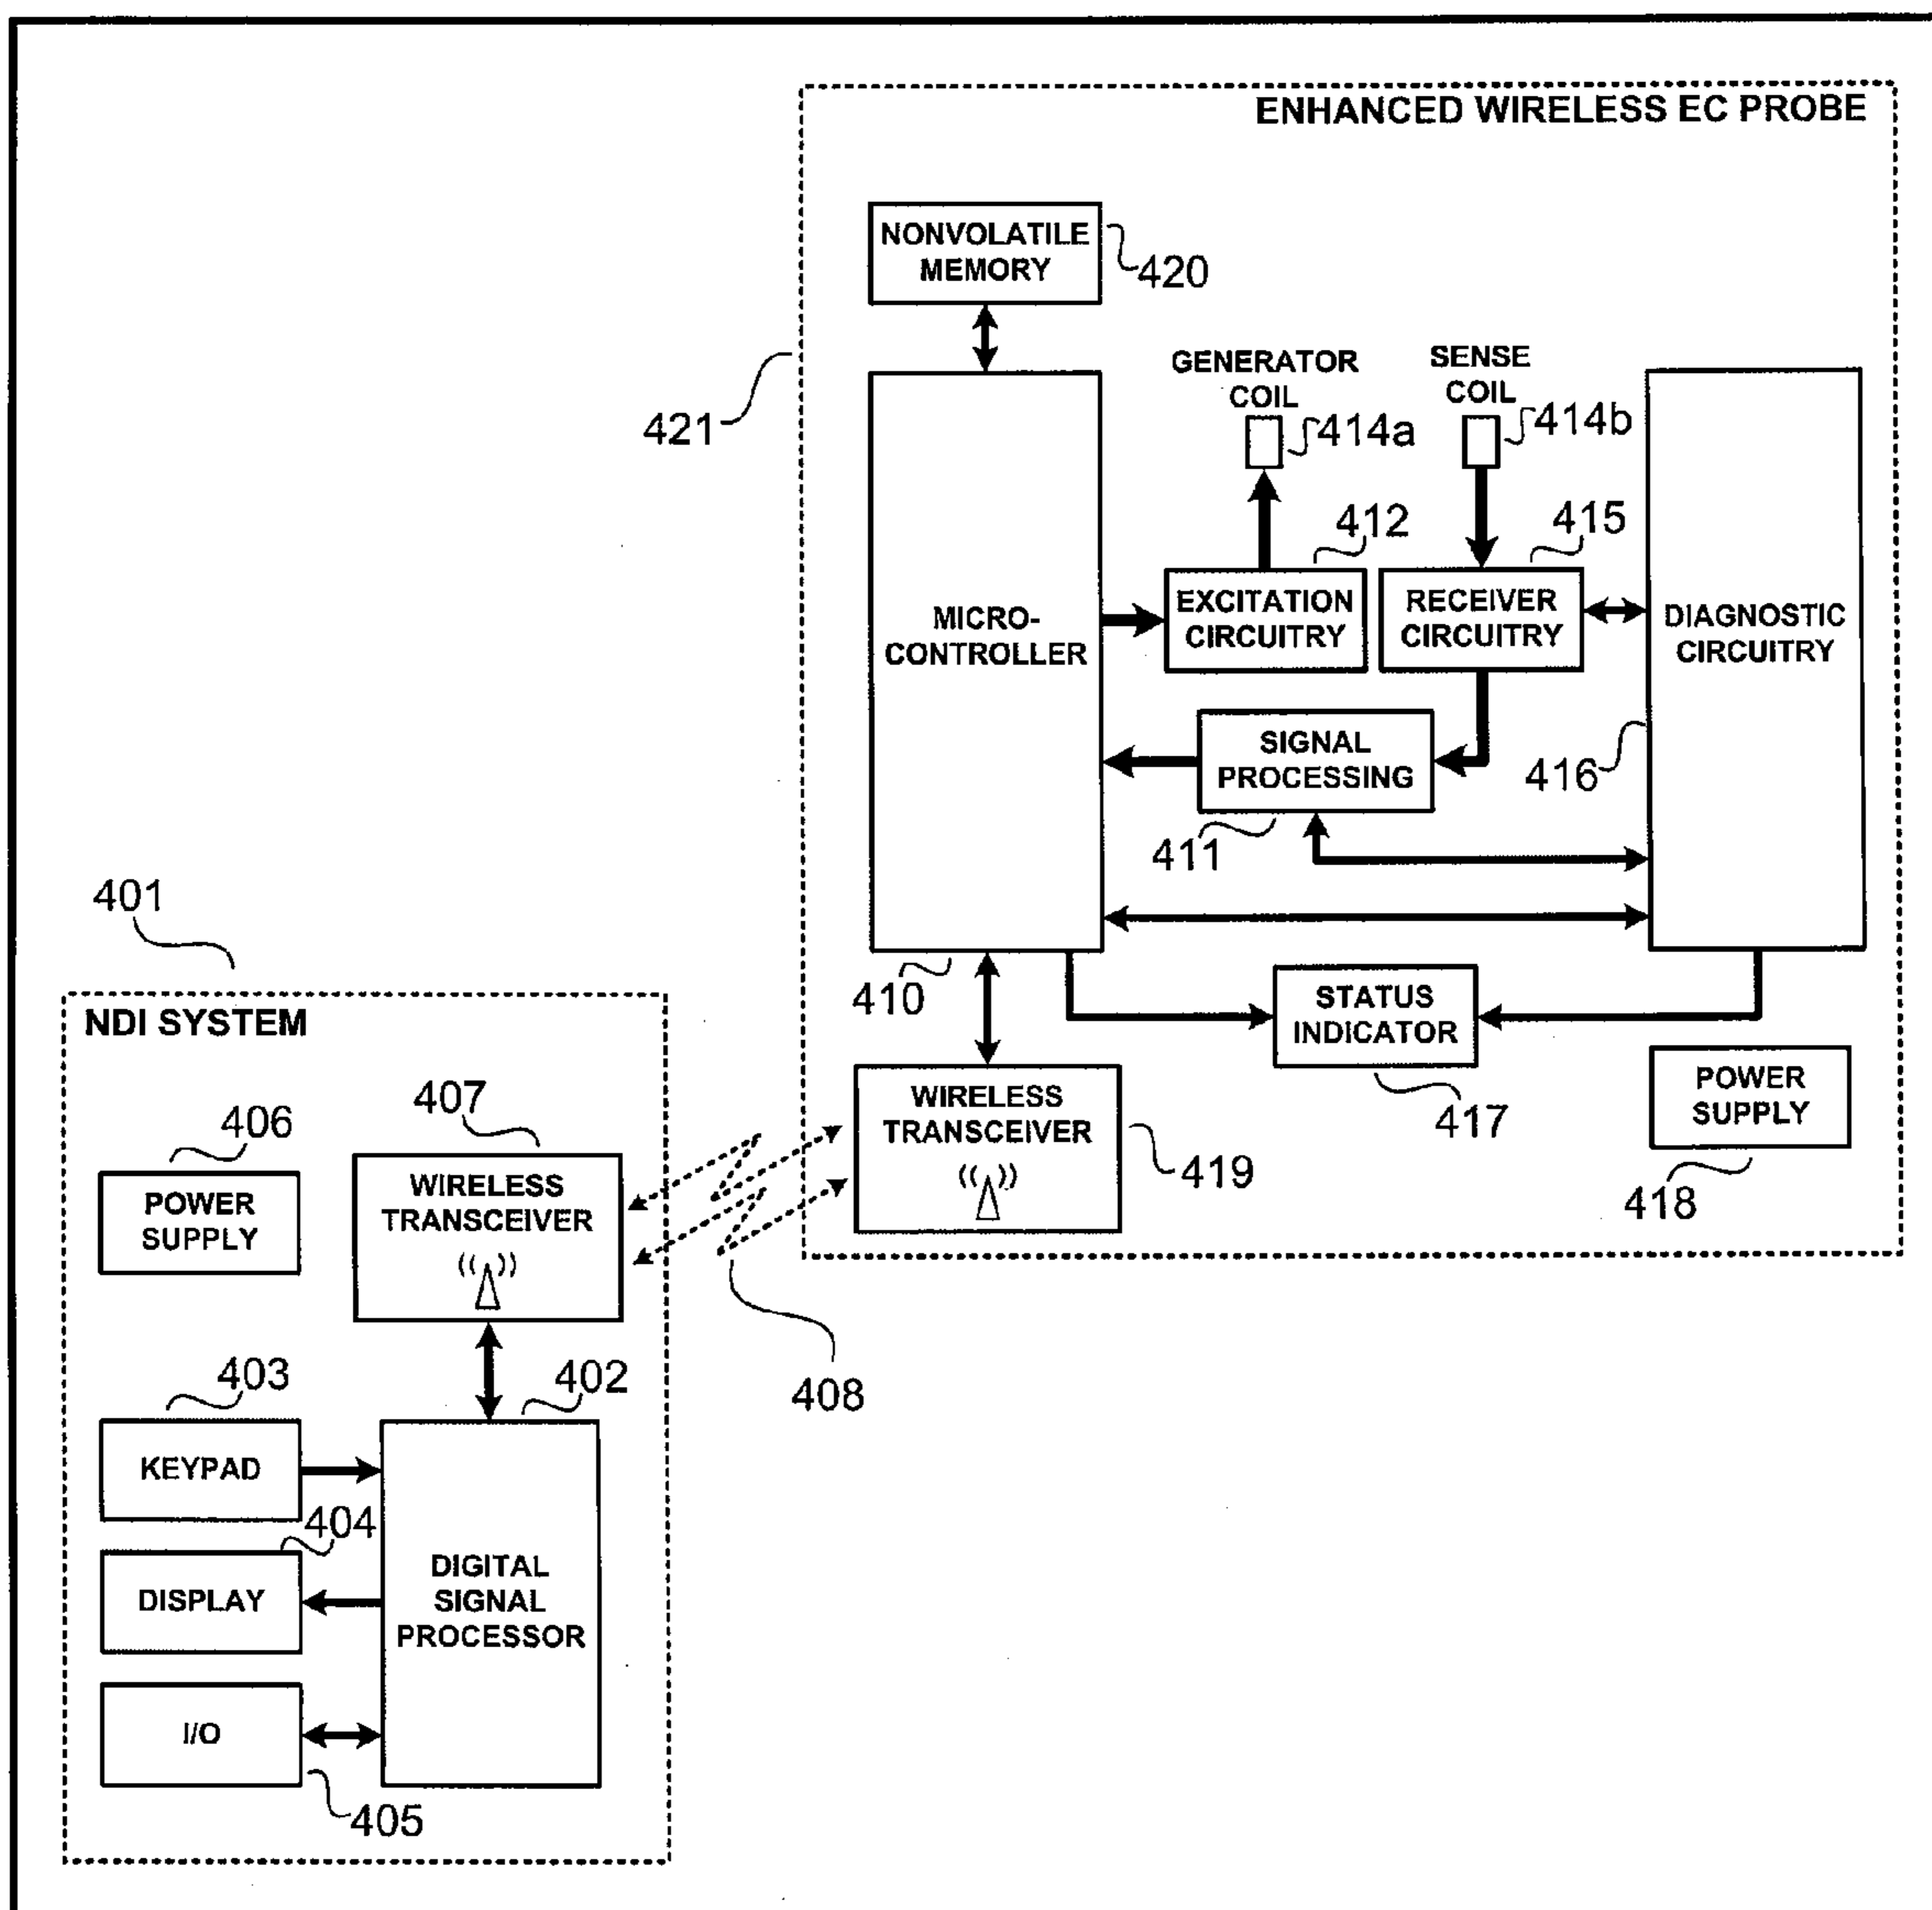 ENHANCED WIRELESS EC PROBE
NONVOLATILE
MEMORY
420
421
GENERATOR
COIL
414a
SENSE
COIL
414b
MICRO-
CONTROLLER
412
EXCITATION
CIRCUITRY
415
RECEIVER
CIRCUITRY
DIAGNOSTIC
CIRCUITRY
SIGNAL
PROCESSING
416
411
410
STATUS
INDICATOR
417
POWER
SUPPLY
418
WIRELESS
TRANSCEIVER
419
401
NDI SYSTEM
406
POWER
SUPPLY
407
WIRELESS
TRANSCEIVER
408
403
KEYPAD
402
404
DISPLAY
DIGITAL
SIGNAL
PROCESSOR
I/O
405